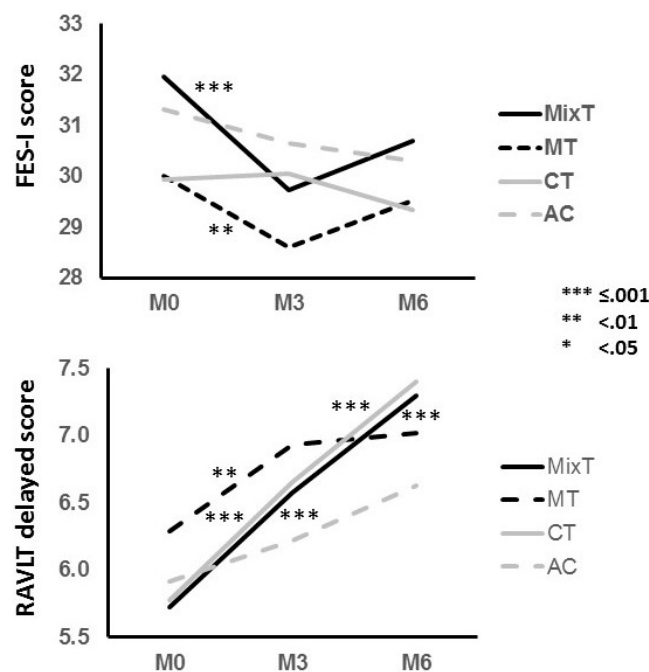 FES-I score
33
32
31
30
29
28
***
**
M0 M3 M6
MixT
MT
CT
AC
*** ≤.001
** <.01
* <.05
RAVLT delayed score
7.5
7.0
6.5
6.0
5.5
***
***
**
***
***
M0 M3 M6
MixT
MT
CT
AC